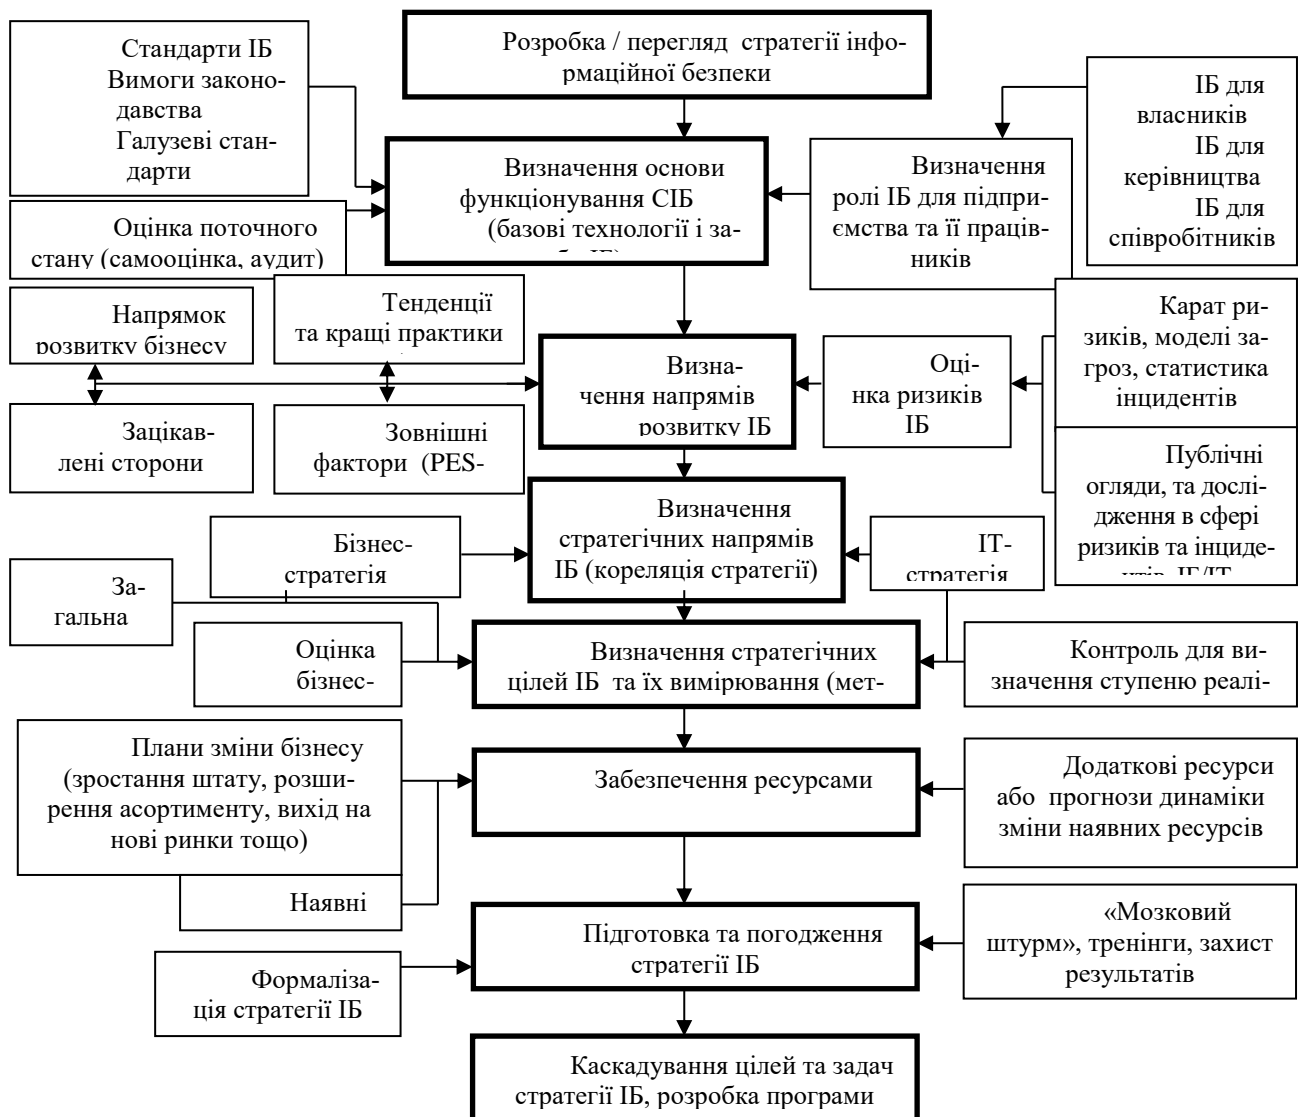 Розробка / перегляд стратегії інфо-
рмаційної безпеки
Стандарти ІБ
Вимоги законо-
давства
Галузеві стан-
дарти
ІБ для
власників
ІБ для
керівництва
ІБ для
співробітників
Визначення основи
функціонування СІБ
(базові технології і за-
Визначення
ролі ІБ для підпри-
ємства та її праців-
ників
Оцінка поточного
стану (самооцінка, аудит)
Напрямок
розвитку бізнесу
Тенденції
та кращі практики
Карат ри-
зиків, моделі за-
гроз, статистика
інцидентів
Визна-
чення напрямів
розвитку ІБ
Оці-
нка ризиків
ІБ
Зацікав-
лені сторони
Зовнішні
фактори (PES-
Публічні
огляди, та дослі-
дження в сфері
ризиків та інциде-
нтів ІБ/ІТ
Визначення
стратегічних напрямів
ІБ (кореляція стратегії)
Бізнес-
стратегія
ІТ-
стратегія
За-
гальна
Оцінка
бізнес-
Визначення стратегічних
цілей ІБ та їх вимірювання (мет-
Контроль для ви-
значення ступеню реалі-
Плани зміни бізнесу
(зростання штату, розши-
рення асортименту, вихід на
нові ринки тощо)
Забезпечення ресурсами
Додаткові ресурси
або прогнози динаміки
зміни наявних ресурсів
Наявні
Підготовка та погодження
стратегії ІБ
«Мозковий
штурм», тренінги, захист
результатів
Формаліза-
ція стратегії ІБ
Каскадування цілей та задач
стратегії ІБ, розробка програми